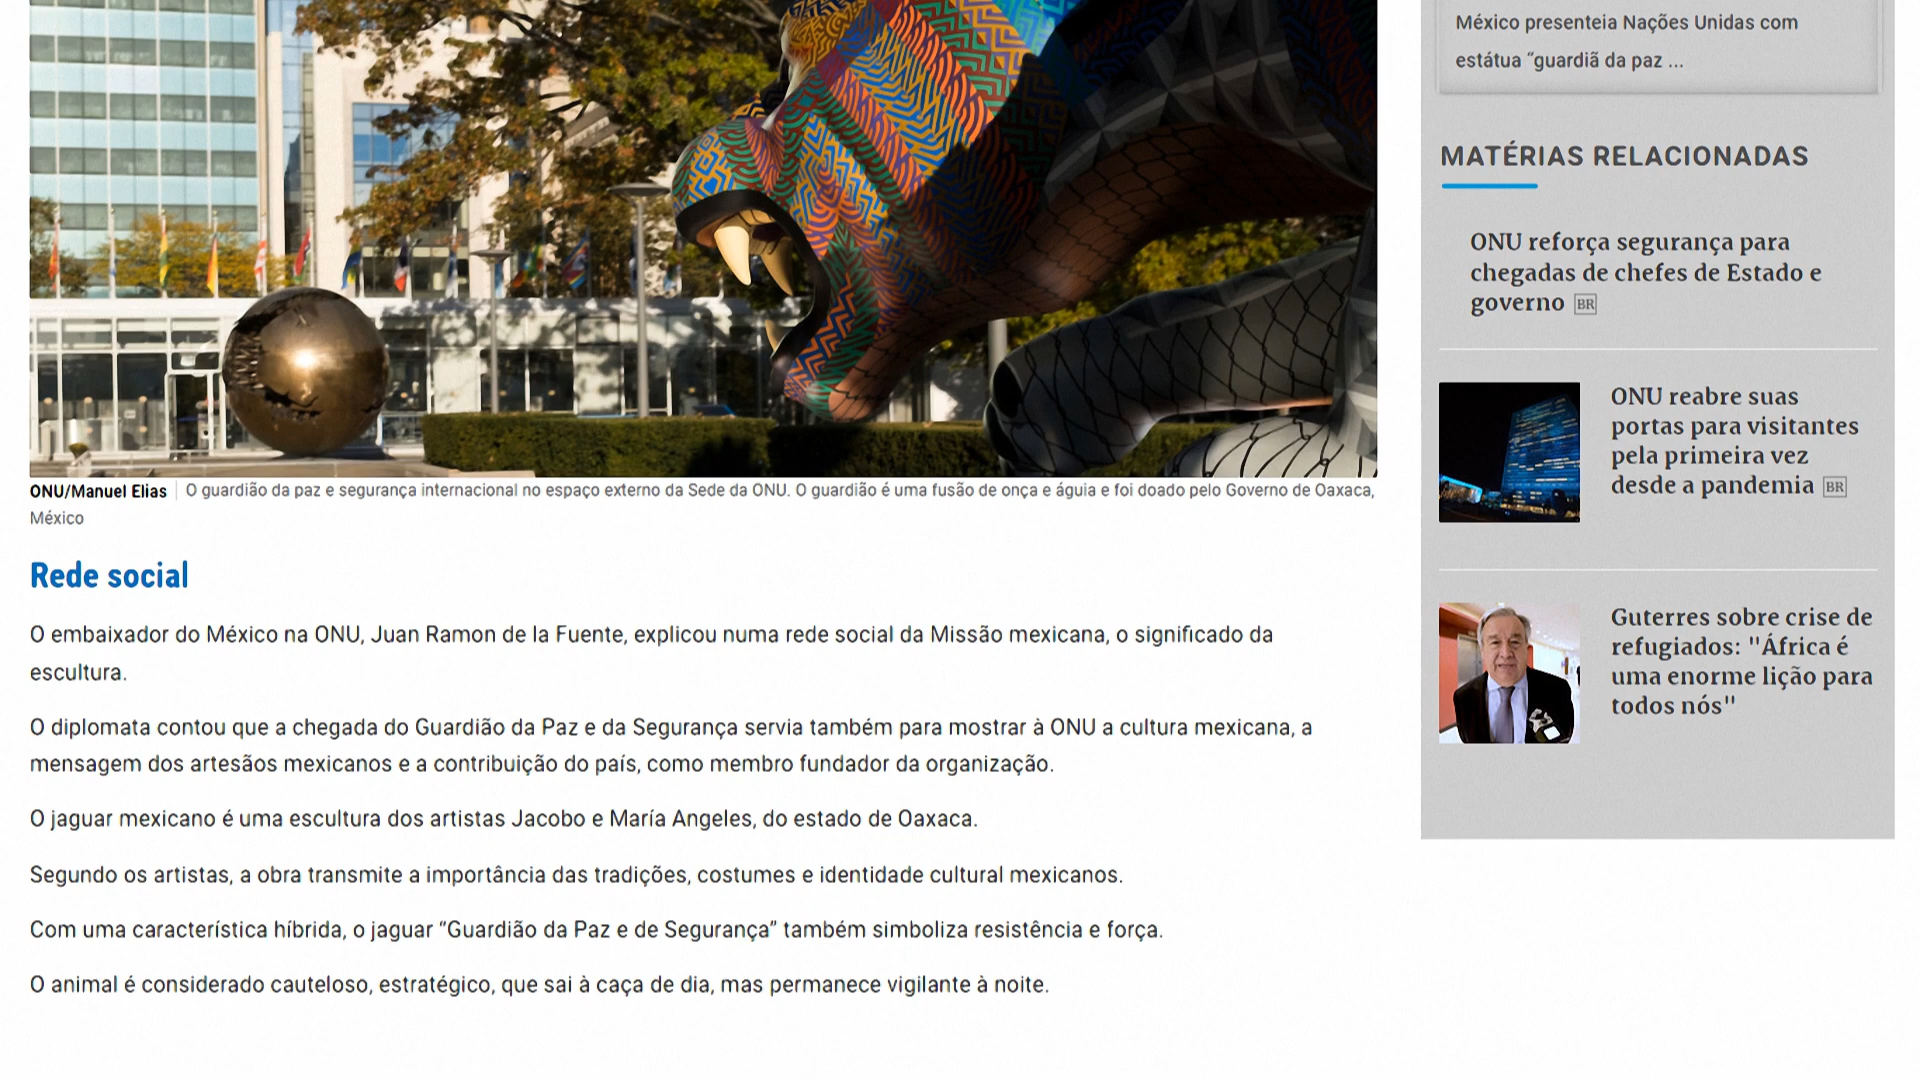 ONU/Manuel Elias O guardião da paz e segurança internacional no espaço externo da Sede da ONU. O guardião é uma fusão de onça e águia e foi doado pelo Governo de Oaxaca,
México
Rede social
O embaixador do México na ONU, Juan Ramon de la Fuente, explicou numa rede social da Missão mexicana, o significado da
escultura.
O diplomata contou que a chegada do Guardião da Paz e da Segurança servia também para mostrar à ONU a cultura mexicana, a
mensagem dos artesãos mexicanos e a contribuição do país, como membro fundador da organização.
O jaguar mexicano é uma escultura dos artistas Jacobo e María Angeles, do estado de Oaxaca.
Segundo os artistas, a obra transmite a importância das tradições, costumes e identidade cultural mexicanos.
Com uma característica híbrida, o jaguar “Guardião da Paz e de Segurança” também simboliza resistência e força.
O animal é considerado cauteloso, estratégico, que sai à caça de dia, mas permanece vigilante à noite.
México presenteia Nações Unidas com
estátua “guardiã da paz ...
MATÉRIAS RELACIONADAS
ONU reforça segurança para
chegadas de chefes de Estado e
governo BR
ONU reabre suas
portas para visitantes
pela primeira vez
desde a pandemia BR
Guterres sobre crise de
refugiados: "África é
uma enorme lição para
todos nós"